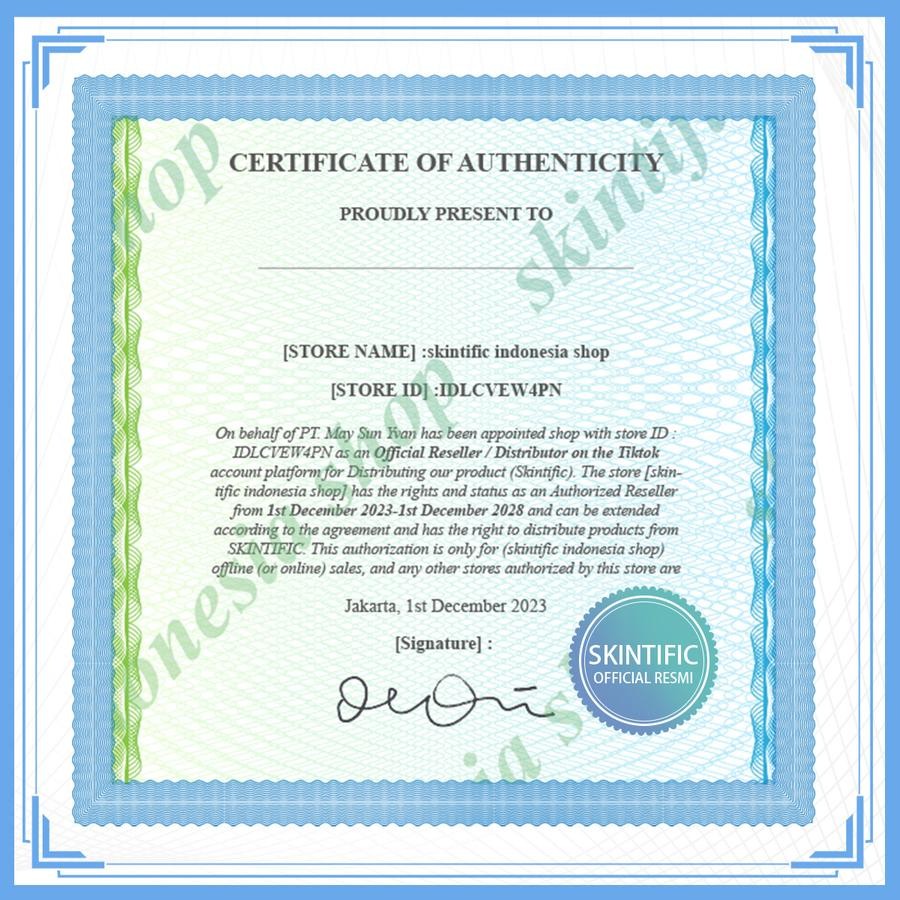 CERTIFICATE OF AUTHENTICITY
PROUDLY PRESENT TO
[STORE NAME] :skintific indonesia shop
[STORE ID] :IDLCVEW4PN
On behalf of PT. May Sun Yvan has been appointed shop with store ID :
IDLCVEW4PN as an Official Reseller / Distributor on the Tiktok
account platform for Distributing our product (Skintific). The store [skin-
tific indonesia shop] has the rights and status as an Authorized Reseller
from 1st December 2023-1st December 2028 and can be extended
according to the agreement and has the right to distribute products from
SKINTIFIC. This authorization is only for (skintific indonesia shop)
offline (or online) sales, and any other stores authorized by this store are
Jakarta, 1st December 2023
[Signature] :
SKINTIFIC
OFFICIAL RESMI